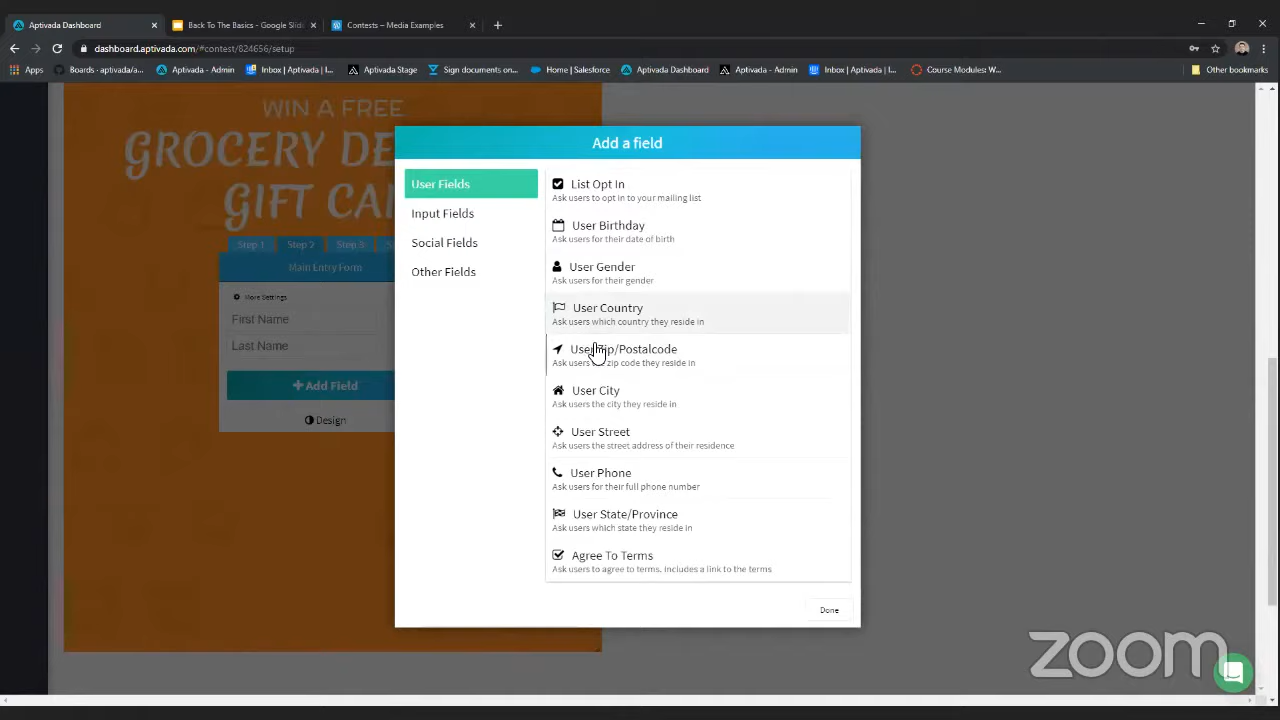 Aptivada Dashboard
Back To The Basics - Google Slid
Contests – Media Examples
dashboard.aptivada.com/#contest/824656/setup
Apps
Boards - aptivada/a...
Aptivada - Admin
Inbox | Aptivada | I...
Aptivada Stage
Sign documents on...
Home | Salesforce
Aptivada Dashboard
Aptivada - Admin
Inbox | Aptivada | I...
Course Modules: W...
Other bookmarks
WIN A FREE
GROCERY DE
GIFT CA
Step 1
Step 2
Step 3
Main Entry Form
More Settings
First Name
Last Name
+ Add Field
Design
Add a field
User Fields
Input Fields
Social Fields
Other Fields
List Opt In
Ask users to opt in to your mailing list
User Birthday
Ask users for their date of birth
User Gender
Ask users for their gender
User Country
Ask users which country they reside in
User Zip/Postalcode
Ask users zip code they reside in
User City
Ask users the city they reside in
User Street
Ask users the street address of their residence
User Phone
Ask users for their full phone number
User State/Province
Ask users which state they reside in
Agree To Terms
Ask users to agree to terms. Includes a link to the terms
Done
zoom